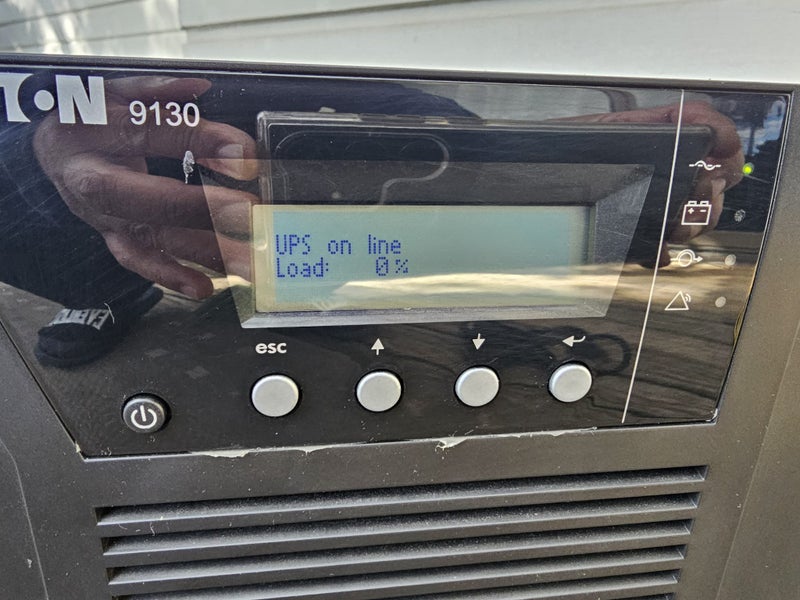 T•N 9130
UPS on line
Load: 0%
esc